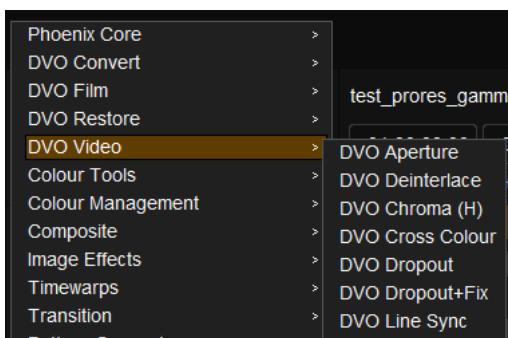 Phoenix Core >
DVO Convert >
DVO Film >
DVO Restore >
DVO Video >
Colour Tools >
Colour Management >
Composite >
Image Effects >
Timewarps >
Transition >
test_prores_gamm
DVO Aperture
DVO Deinterlace
DVO Chroma (H)
DVO Cross Colour
DVO Dropout
DVO Dropout+Fix
DVO Line Sync